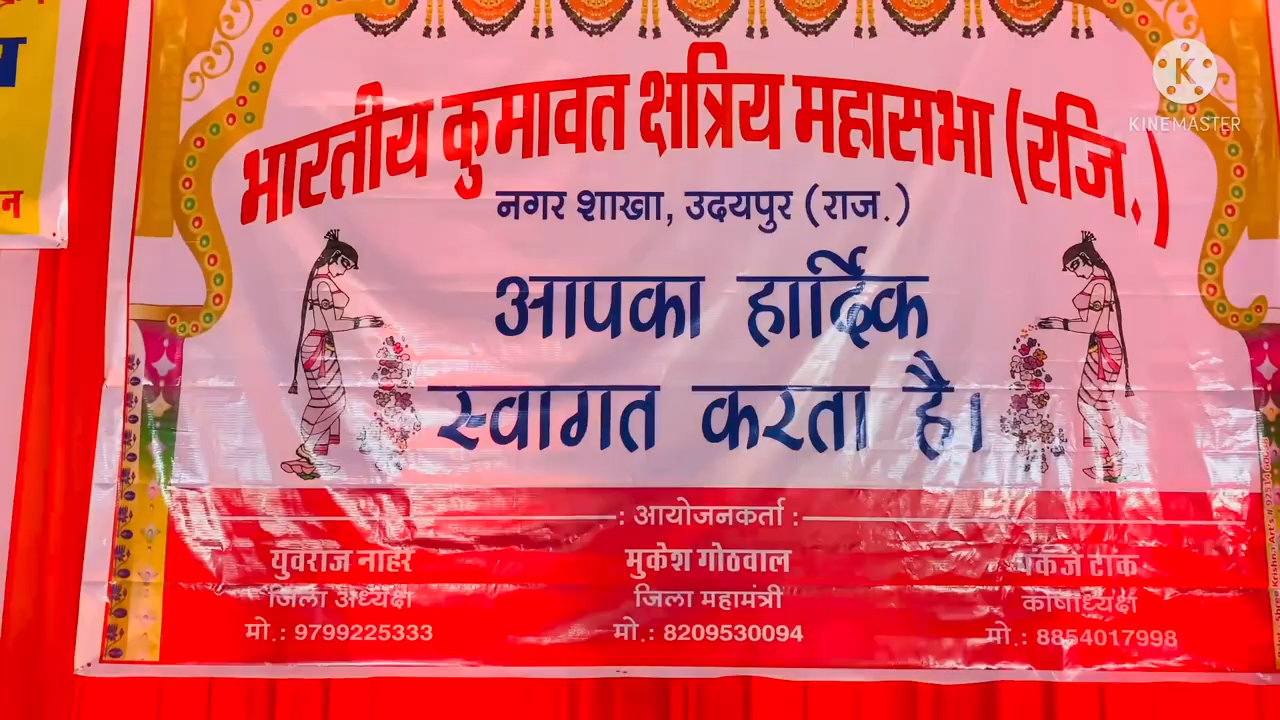 भारतीय कुमावत क्षत्रिय महासभा (रजि.)
नगर शाखा, उदयपुर (राज.)
आपका हार्दिक
स्वागत करता है।
: आयोजनकर्ता :
युवराज नाहर
जिला अध्यक्ष
मो.: 9799225333
मुकेश गोठवाल
जिला महामंत्री
मो.: 8209530094
पंकज टांक
कोषाध्यक्ष
मो.: 8854017998
K
KINEMASTER